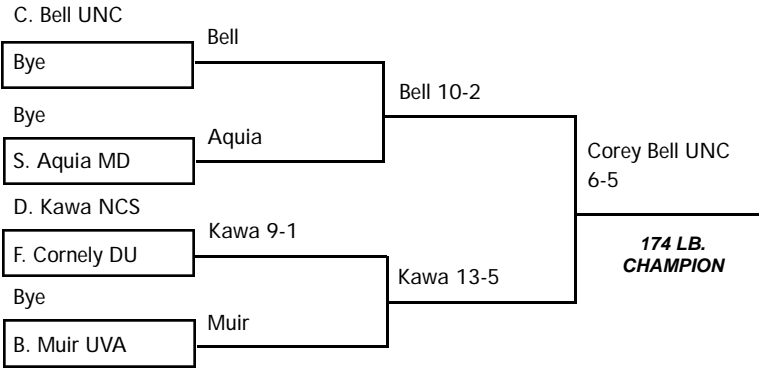 C. Bell UNC
Bell
Bye
Bell 10-2
Bye
Aquia
S. Aquia MD
Corey Bell UNC
6-5
D. Kawa NCS
Kawa 9-1
F. Cornely DU
174 LB.
CHAMPION
Kawa 13-5
Bye
Muir
B. Muir UVA